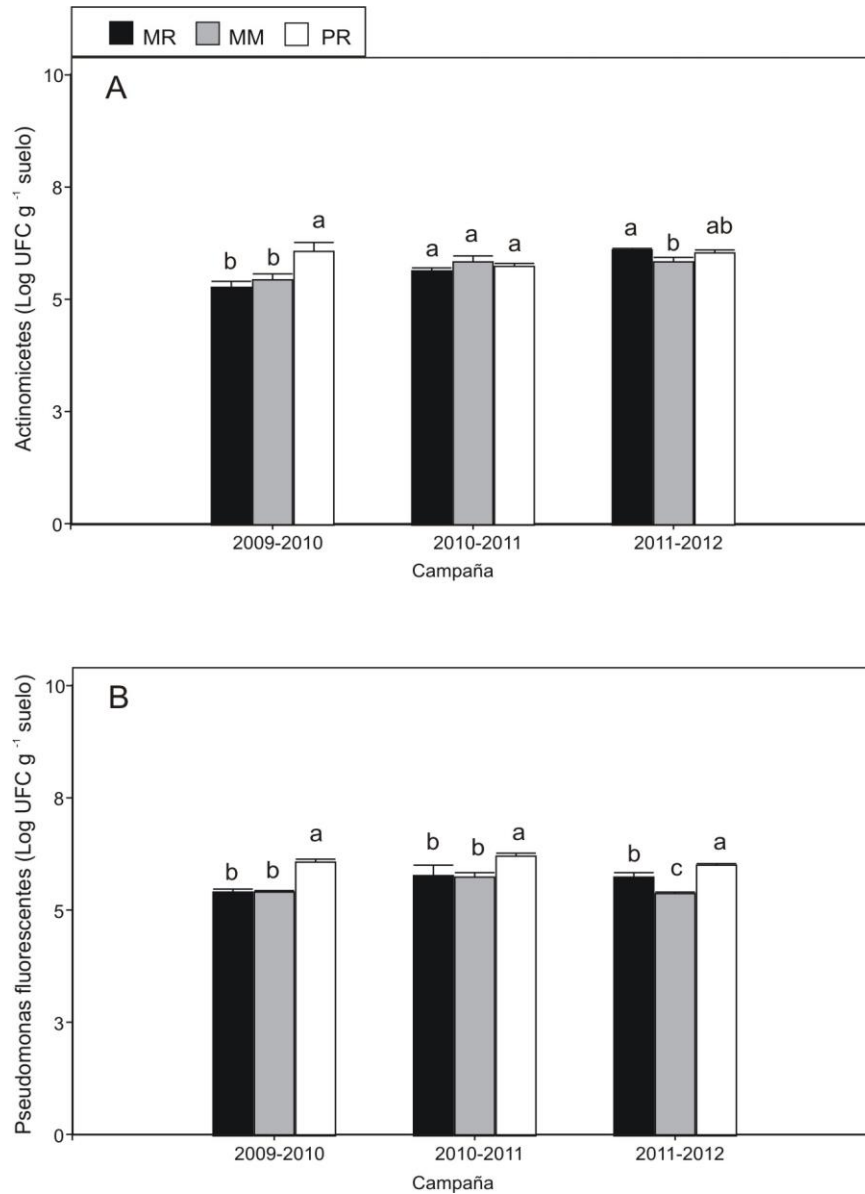 MR MM PR
A
Actinomicetes (Log UFC g ⁻¹ suelo)
10
8
5
3
0
b b a
a a a
a b ab
2009-2010 2010-2011 2011-2012
Campaña
B
Pseudomonas fluorescentes (Log UFC g ⁻¹ suelo)
10
8
5
3
0
b b a
b b a
b c a
2009-2010 2010-2011 2011-2012
Campaña